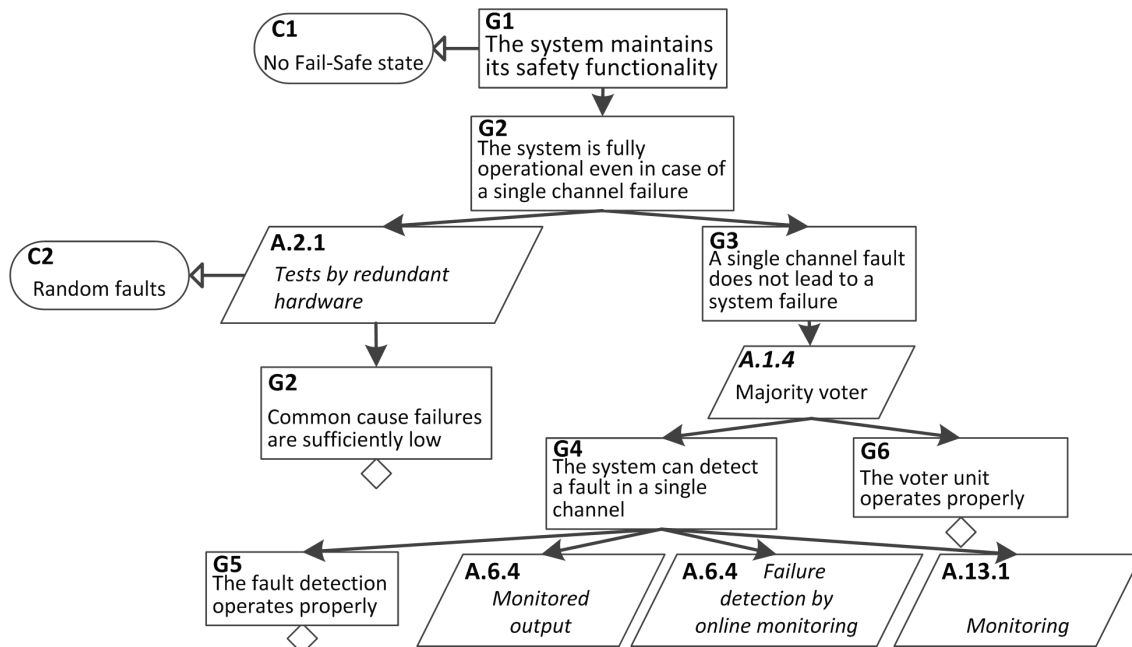 C1
No Fail-Safe state
G1
The system maintains
its safety functionality
G2
The system is fully
operational even in case of
a single channel failure
C2
Random faults
A.2.1
Tests by redundant
hardware
G3
A single channel fault
does not lead to a
system failure
G2
Common cause failures
are sufficiently low
A.1.4
Majority voter
G4
The system can detect
a fault in a single
channel
G6
The voter unit
operates properly
G5
The fault detection
operates properly
A.6.4
Monitored
output
A.6.4 Failure
detection by
online monitoring
A.13.1
Monitoring